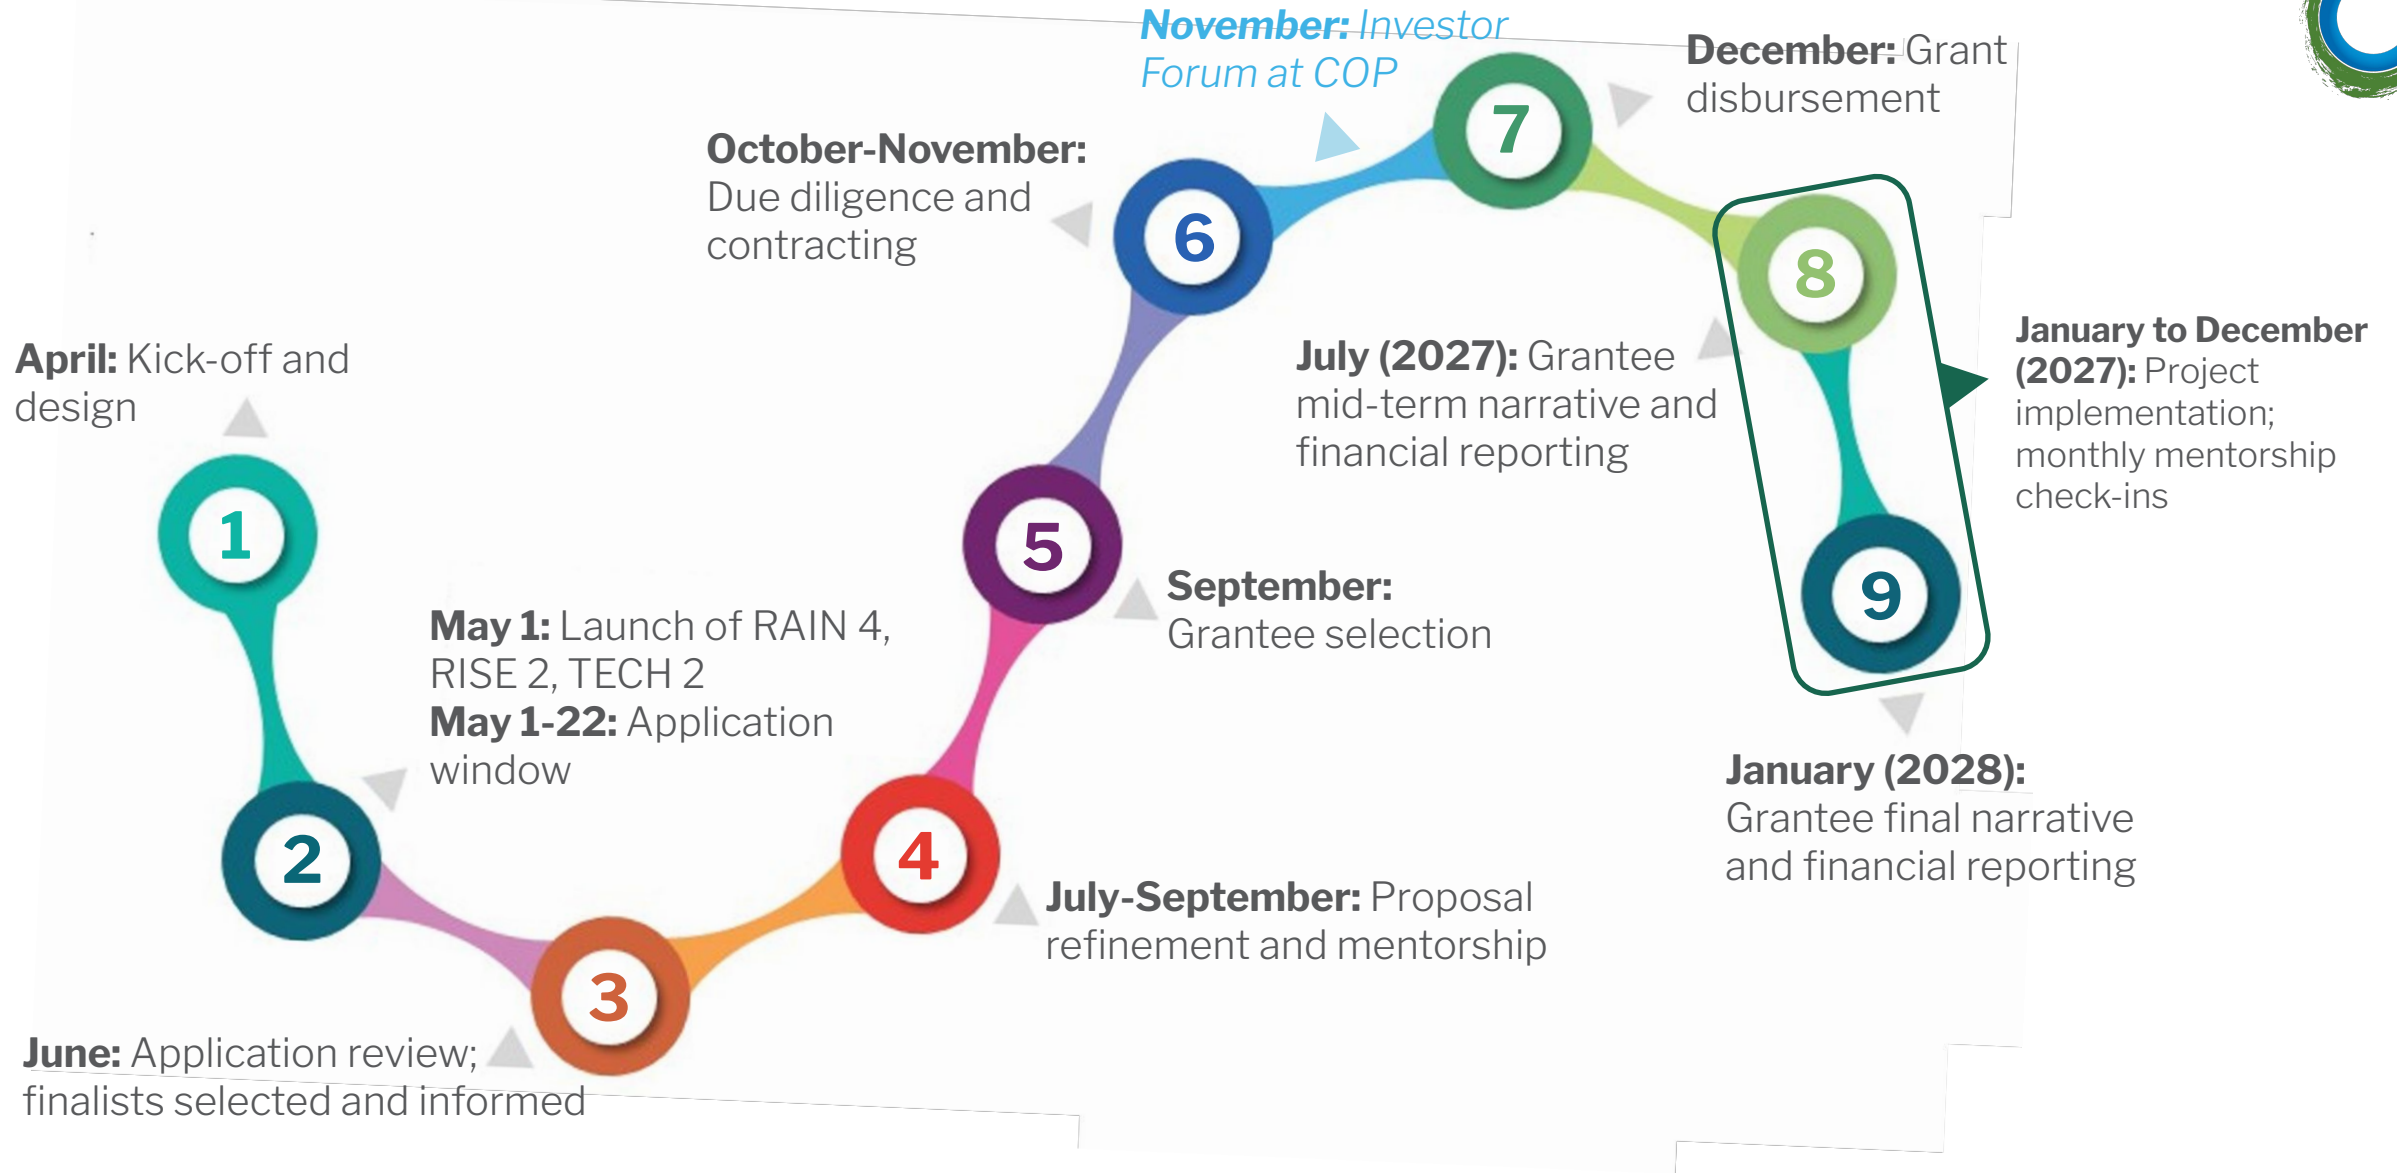 April: Kick-off and
design
1
May 1: Launch of RAIN 4,
RISE 2, TECH 2
May 1-22: Application
window
2
June: Application review;
finalists selected and informed
3
July-September: Proposal
refinement and mentorship
4
September:
Grantee selection
5
October-November:
Due diligence and
contracting
6
November: Investor
Forum at COP
7
December: Grant
disbursement
July (2027): Grantee
mid-term narrative and
financial reporting
8
January to December
(2027): Project
implementation;
monthly mentorship
check-ins
9
January (2028):
Grantee final narrative
and financial reporting